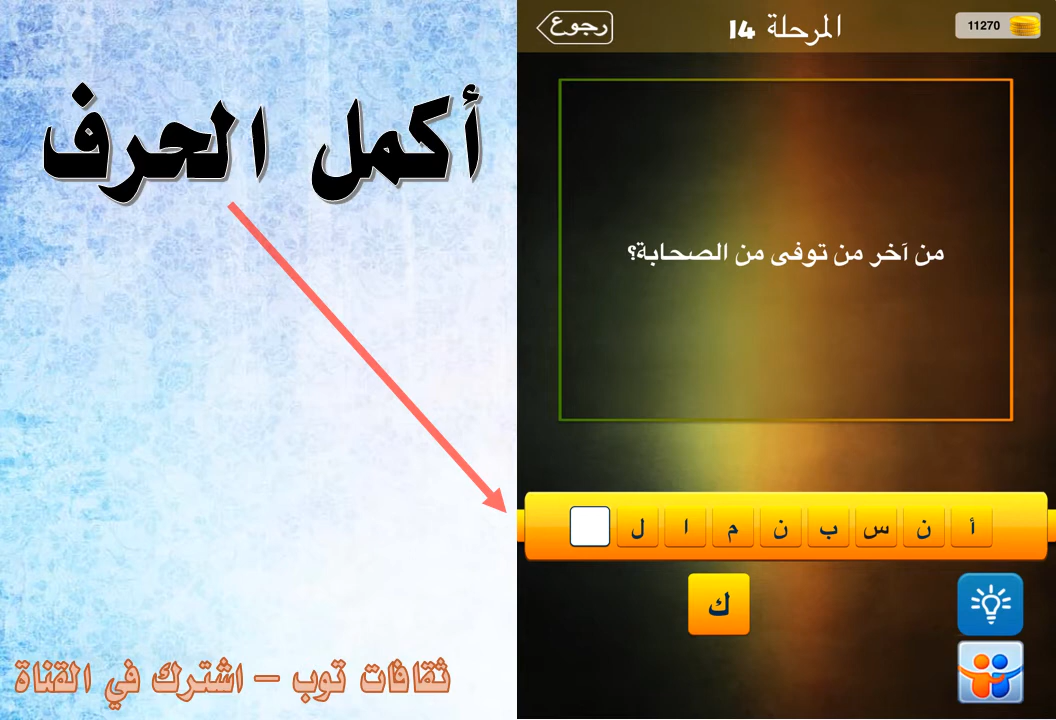 أكمل الحرف
ثقافات توب – اشترك في القناة
رجوع
المرحلة 14
11270
من آخر من توفى من الصحابة؟
أ ن س ب ن م ا ل
ك